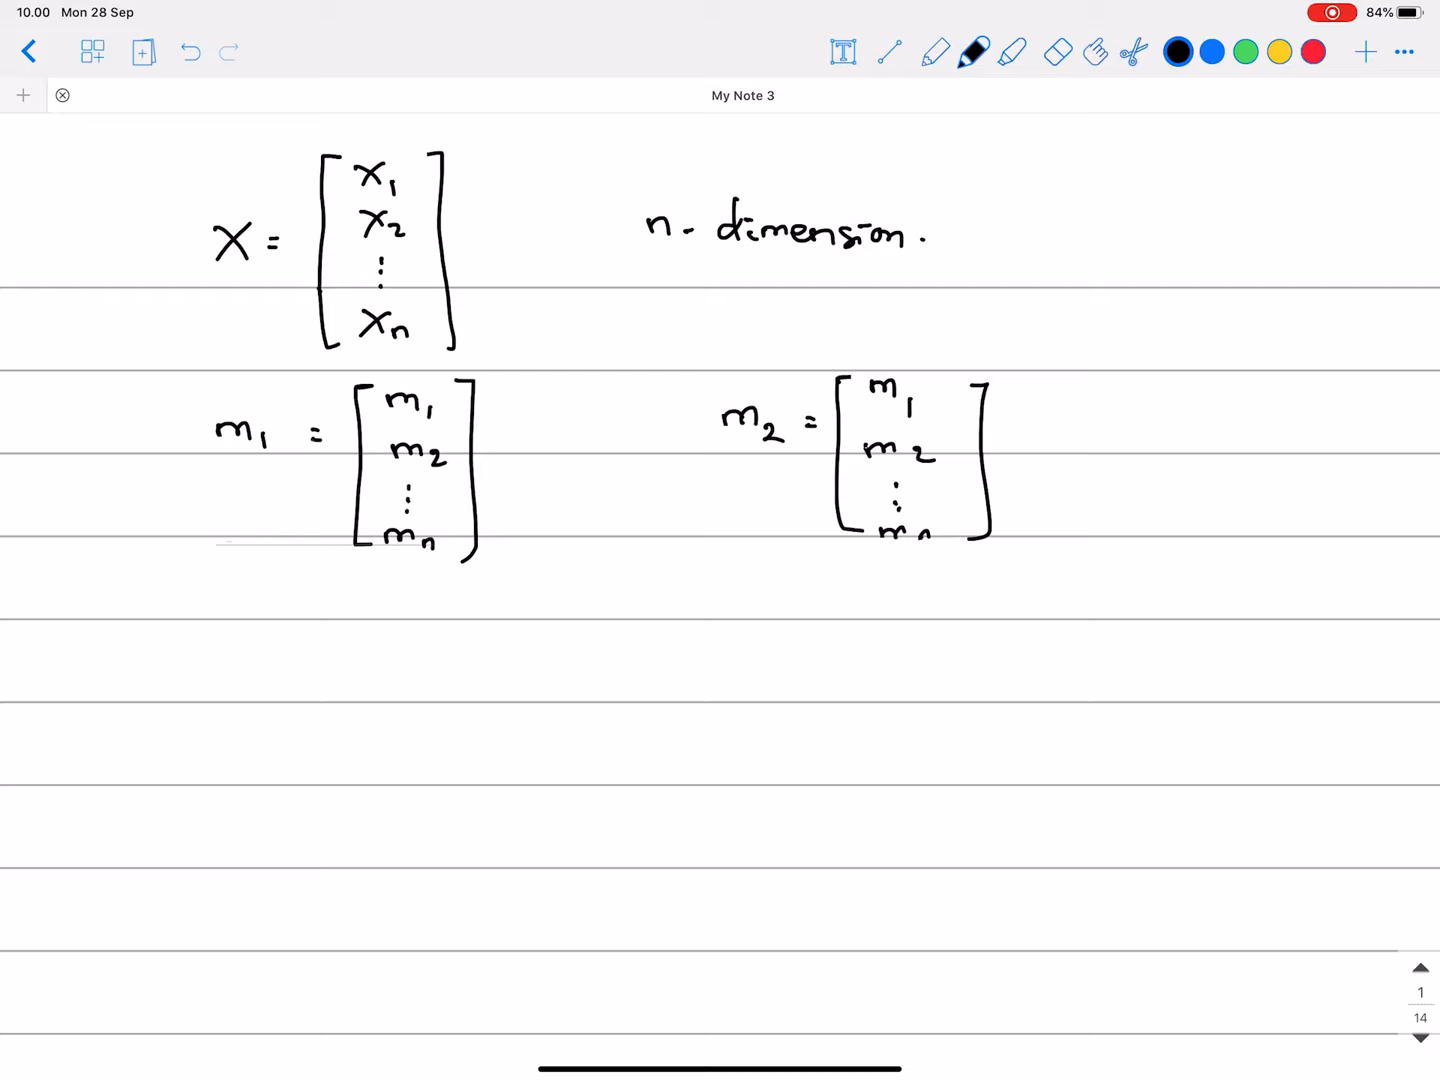 10.00 Mon 28 Sep
84%
My Note 3
X = [ x1 x2 ⋮ xn ]
n - dimension.
m1 = [ m1 m2 ⋮ mn ]
m2 = [ m1 m2 ⋮ mn ]
1
14